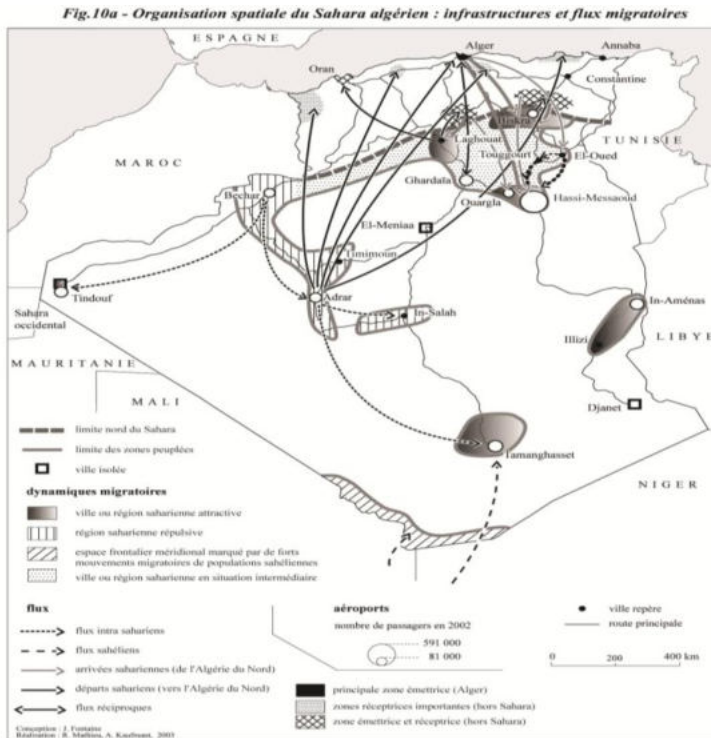 Fig.10a - Organisation spatiale du Sahara algérien : infrastructures et flux migratoires
ESPAGNE
Alger
Annaba
Oran
Constantine
Biskra
TUNISIE
MAROC
Laghouat
Touggourt
El-Oued
Ghardaïa
Bechar
Ouargla
Hassi-Messaoud
El-Meniaa
Timimoun
Tindouf
Adrar
In-Salah
In-Aménas
Sahara
occidental
Illizi
LIBYE
MAURITANIE
MALI
Djanet
limite nord du Sahara
limite des zones peuplées
ville isolée
Tamanghasset
NIGER
dynamiques migratoires
ville ou région saharienne attractive
région saharienne répulsive
espace frontalier méridional marqué par de forts
mouvements migratoires de populations sahéliennes
ville ou région saharienne en situation intermédiaire
flux
flux intra sahariens
flux sahéliens
arrivées sahariennes (de l'Algérie du Nord)
départs sahariens (vers l'Algérie du Nord)
flux réciproques
aéroports
nombre de passagers en 2002
591 000
81 000
principale zone émettrice (Alger)
zones réceptrices importantes (hors Sahara)
zone émettrice et réceptrice (hors Sahara)
ville repère
route principale
0 200 400 km
Conception : J. Fontaine
Réalisation : B. Mathieu, A. Kaufmant, 2003